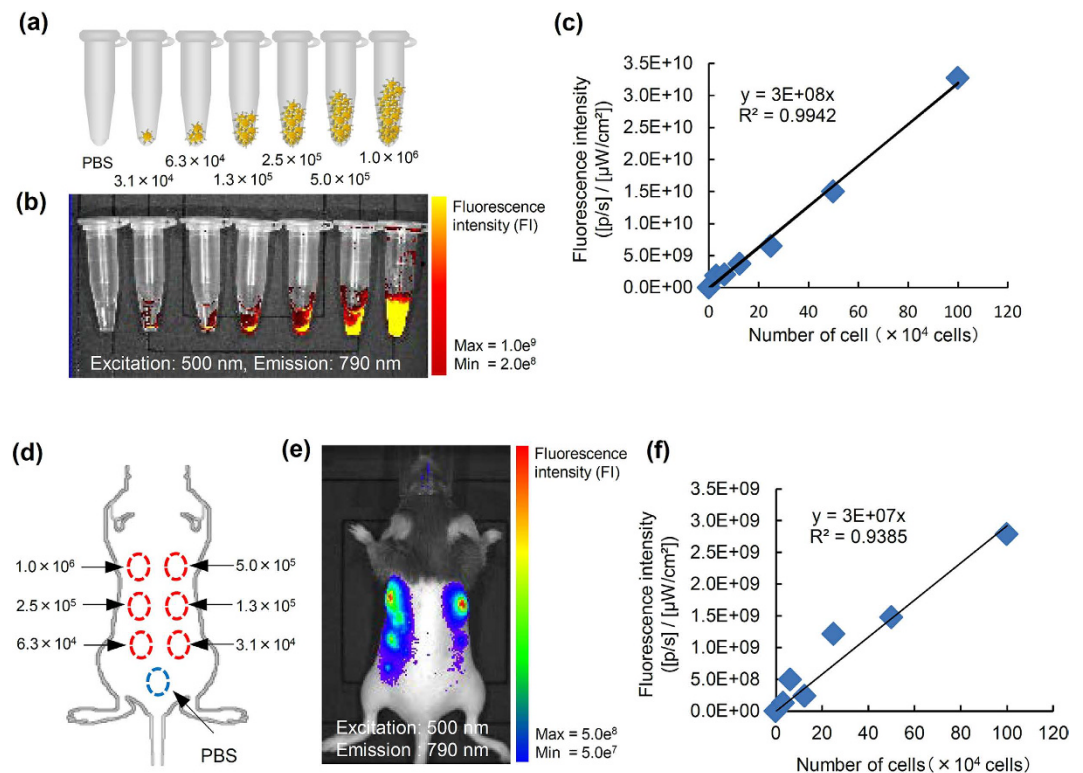 (a)
PBS
3.1 × 10⁴
6.3 × 10⁴
1.3 × 10⁵
2.5 × 10⁵
5.0 × 10⁵
1.0 × 10⁶
(b)
Fluorescence
intensity (FI)
Max = 1.0e⁹
Min = 2.0e⁸
Excitation: 500 nm, Emission: 790 nm
(c)
Fluorescence intensity
([p/s] / [µW/cm²])
3.5E+10
3.0E+10
2.5E+10
2.0E+10
1.5E+10
1.0E+10
5.0E+09
0.0E+00
y = 3E+08x
R² = 0.9942
0 20 40 60 80 100 120
Number of cell ( × 10⁴ cells)
(d)
1.0 × 10⁶
5.0 × 10⁵
2.5 × 10⁵
1.3 × 10⁵
6.3 × 10⁴
3.1 × 10⁴
PBS
(e)
Fluorescence
intensity (FI)
Excitation: 500 nm
Emission : 790 nm
Max = 5.0e⁸
Min = 5.0e⁷
(f)
Fluorescence intensity
([p/s] / [µW/cm²])
3.5E+09
3.0E+09
2.5E+09
2.0E+09
1.5E+09
1.0E+09
5.0E+08
0.0E+00
y = 3E+07x
R² = 0.9385
0 20 40 60 80 100 120
Number of cells ( × 10⁴ cells)